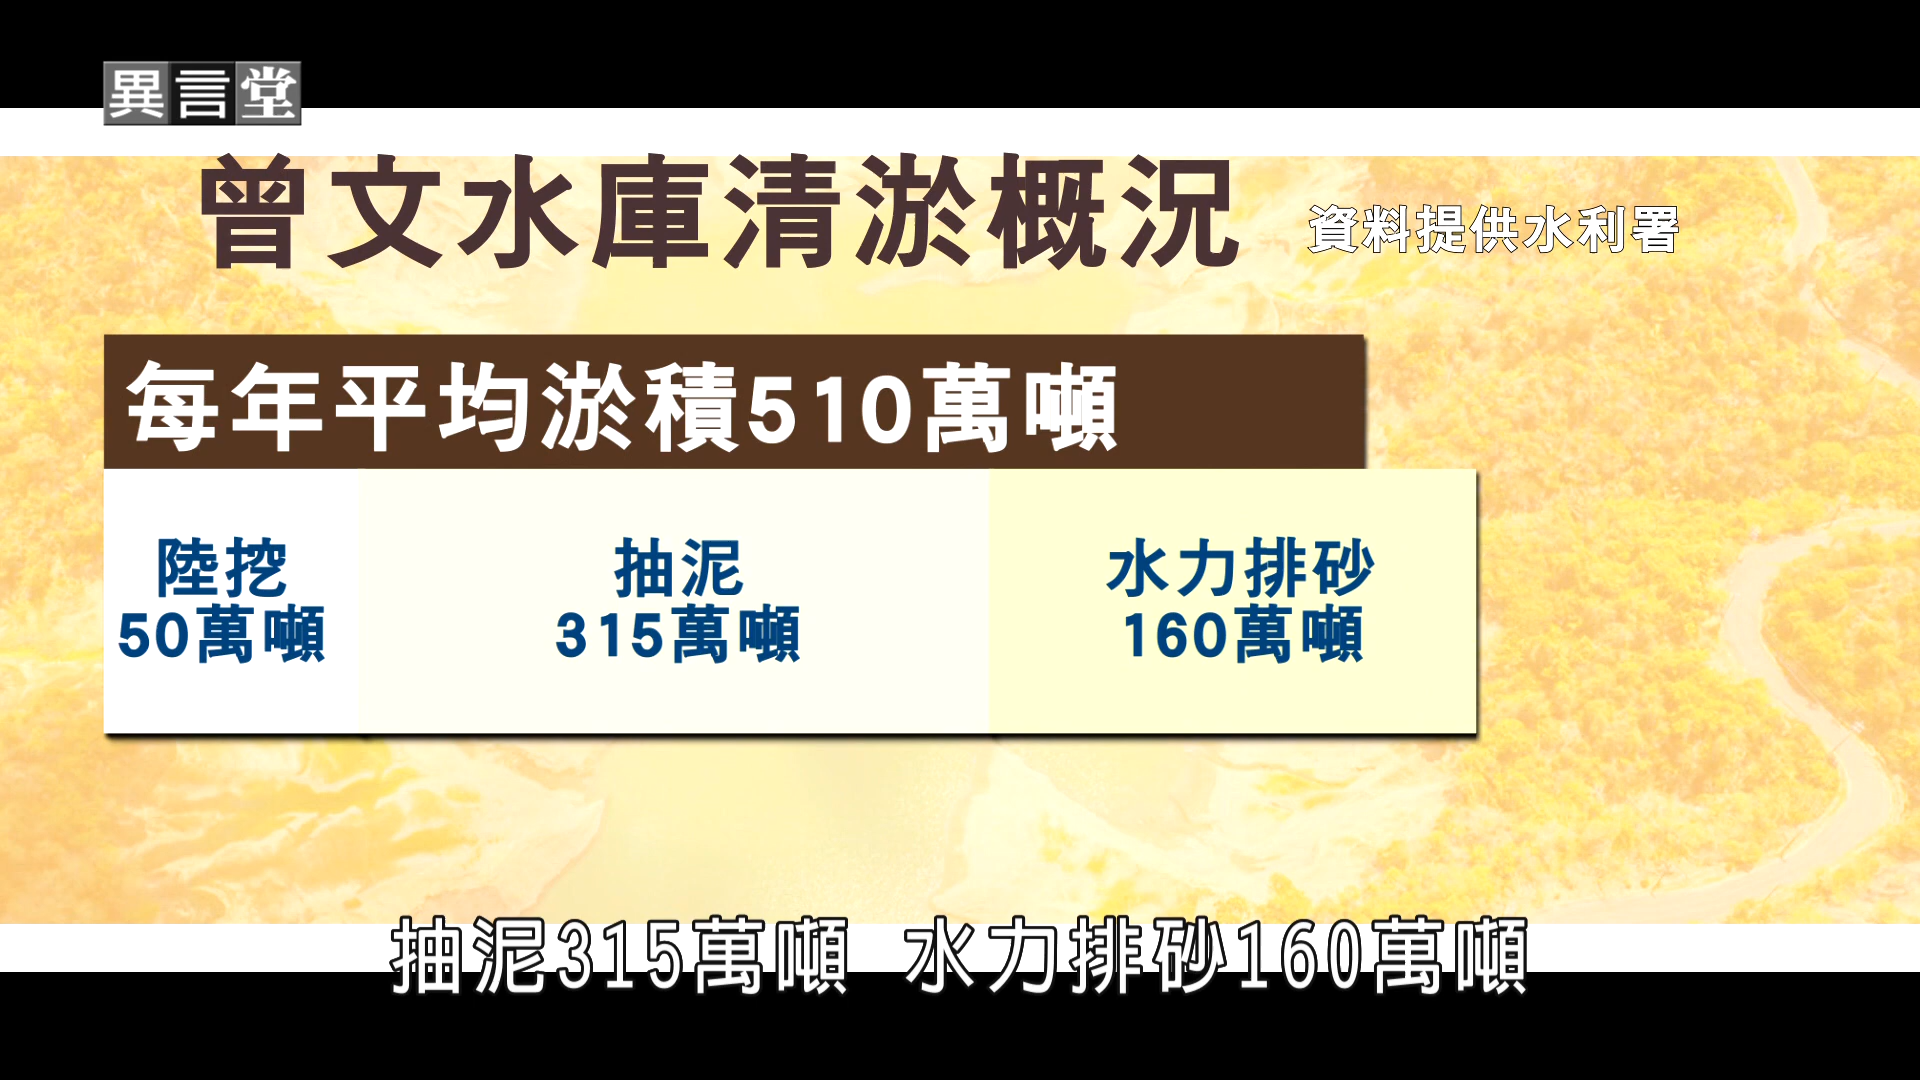 異言堂
曾文水庫清淤概況
資料提供水利署
每年平均淤積510萬噸
陸挖
50萬噸
抽泥
315萬噸
水力排砂
160萬噸
抽泥315萬噸 水力排砂160萬噸